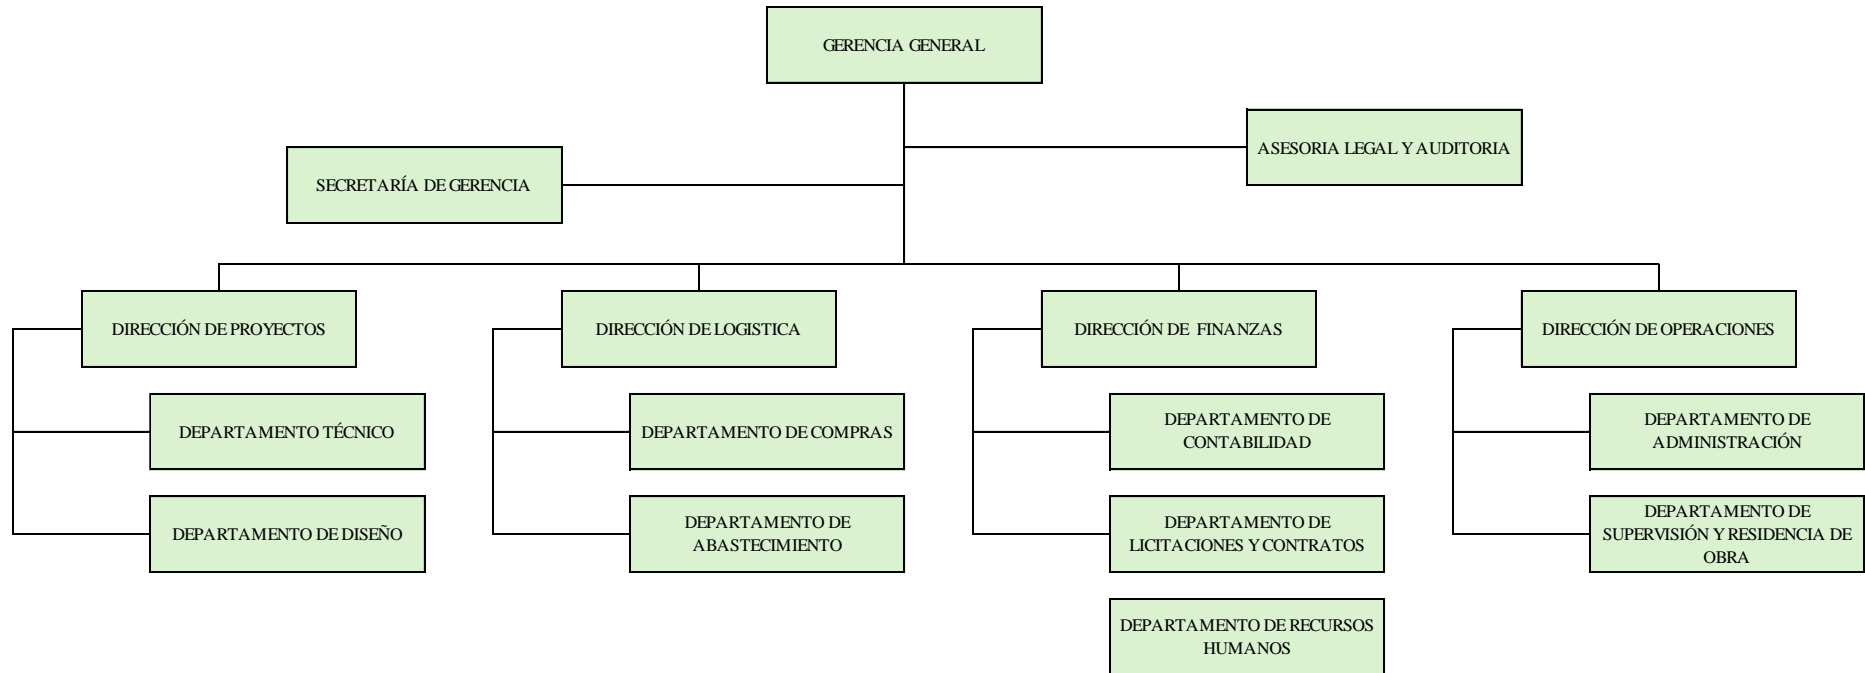 GERENCIA GENERAL
ASESORIA LEGAL Y AUDITORIA
SECRETARÍA DE GERENCIA
DIRECCIÓN DE PROYECTOS
DIRECCIÓN DE LOGISTICA
DIRECCIÓN DE FINANZAS
DIRECCIÓN DE OPERACIONES
DEPARTAMENTO TÉCNICO
DEPARTAMENTO DE COMPRAS
DEPARTAMENTO DE
CONTABILIDAD
DEPARTAMENTO DE
ADMINISTRACIÓN
DEPARTAMENTO DE DISEÑO
DEPARTAMENTO DE
ABASTECIMIENTO
DEPARTAMENTO DE
LICITACIONES Y CONTRATOS
DEPARTAMENTO DE
SUPERVISIÓN Y RESIDENCIA DE
OBRA
DEPARTAMENTO DE RECURSOS
HUMANOS